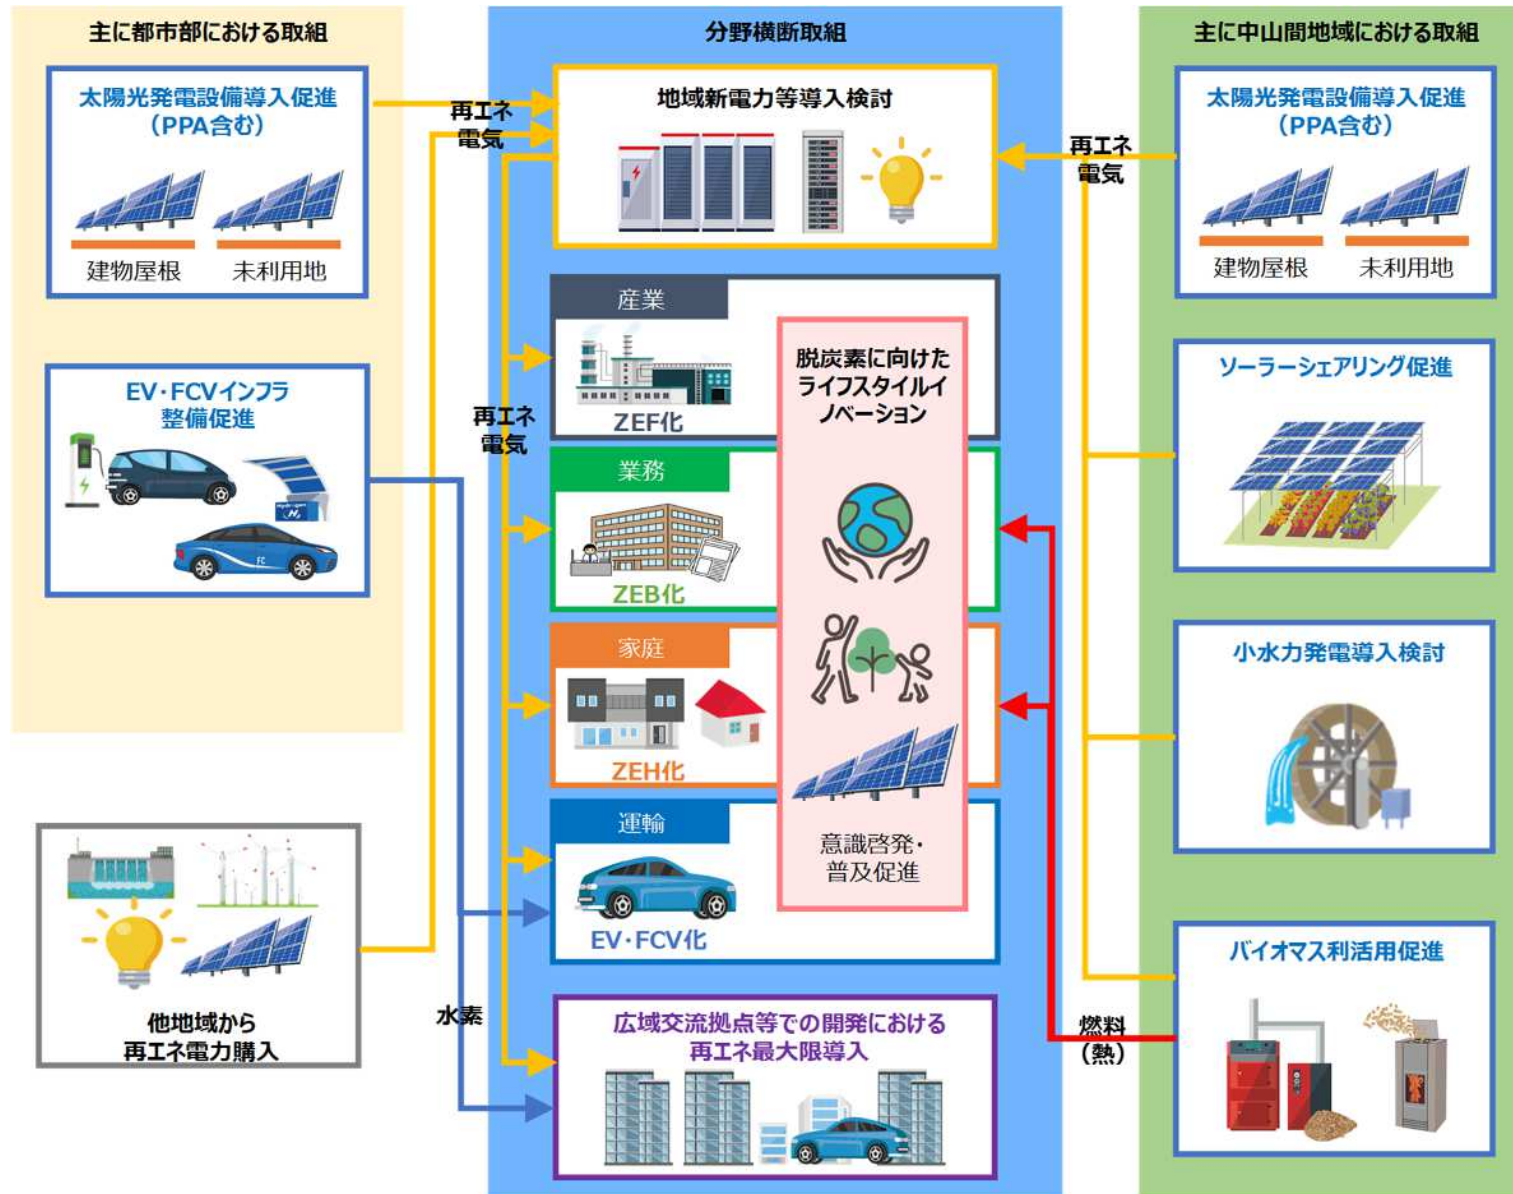 主に都市部における取組
太陽光発電設備導入促進
（PPA含む）
建物屋根
未利用地
EV・FCVインフラ
整備促進
FC
他地域から
再エネ電力購入
再エネ
電気
再エネ
電気
水素
分野横断取組
地域新電力等導入検討
産業
ZEF化
業務
ZEB化
家庭
ZEH化
運輸
EV・FCV化
脱炭素に向けた
ライフスタイルイ
ノベーション
意識啓発・
普及促進
広域交流拠点等での開発における
再エネ最大限導入
再エネ
電気
燃料
（熱）
主に中山間地域における取組
太陽光発電設備導入促進
（PPA含む）
建物屋根
未利用地
ソーラーシェアリング促進
小水力発電導入検討
バイオマス利活用促進